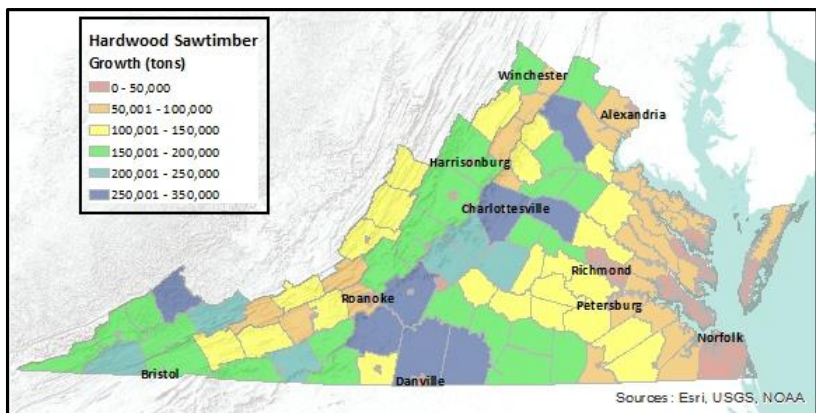 Hardwood Sawtimber
Growth (tons)
0 - 50,000
50,001 - 100,000
100,001 - 150,000
150,001 - 200,000
200,001 - 250,000
250,001 - 350,000
Winchester
Alexandria
Harrisonburg
Charlottesville
Richmond
Roanoke
Petersburg
Norfolk
Bristol
Danville
Sources: Esri, USGS, NOAA